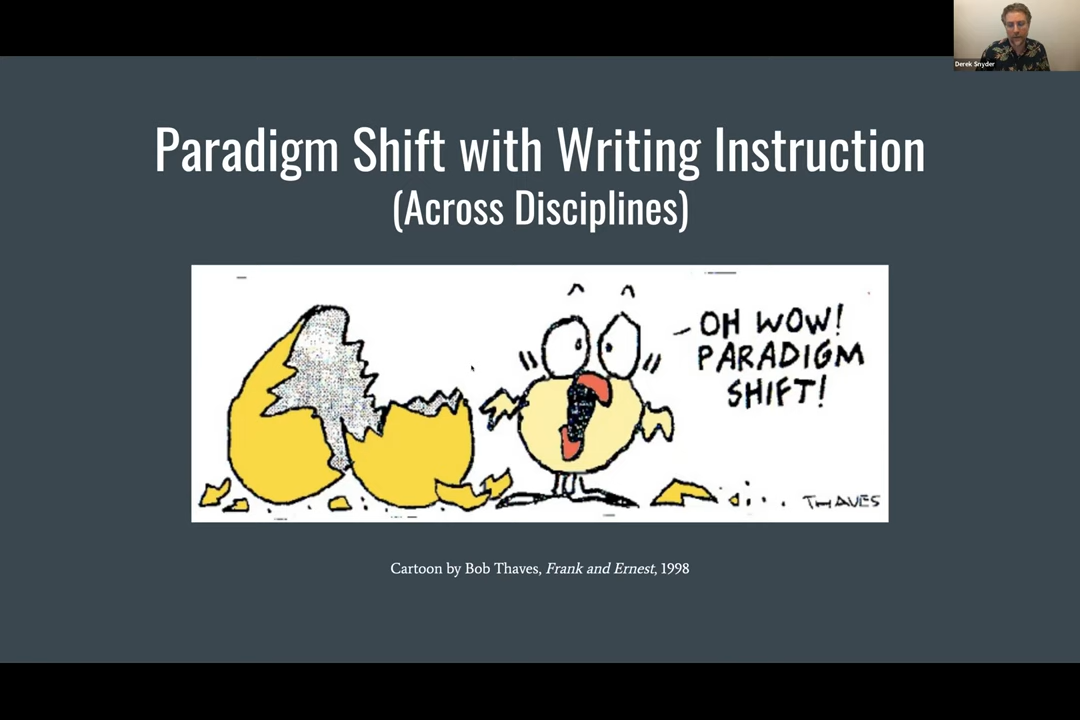 Derek Snyder
Paradigm Shift with Writing Instruction
(Across Disciplines)
OH WOW!
PARADIGM
SHIFT!
THAVES
Cartoon by Bob Thaves, Frank and Ernest, 1998